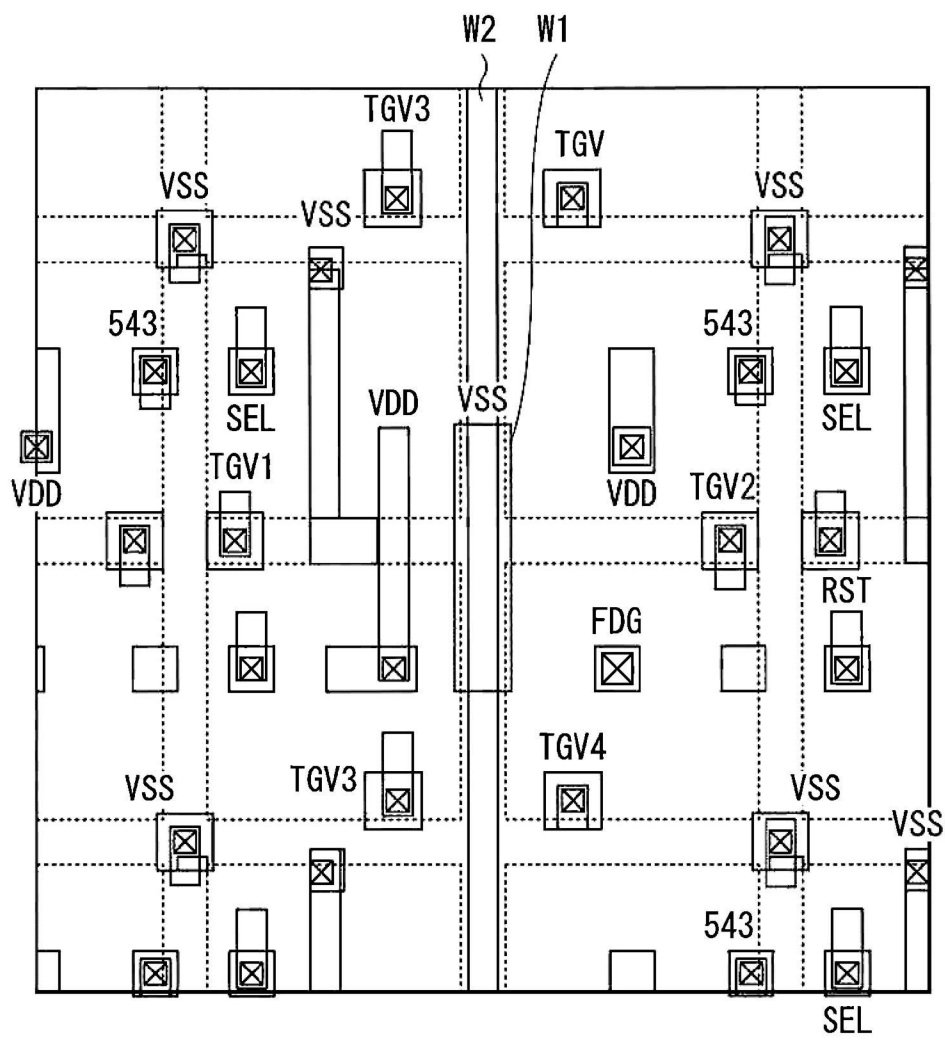 W2 W1
TGV3 TGV
VSS VSS VSS
543 543
SEL VDD VSS SEL
VDD TGV1 VDD TGV2
FDG RST
VSS TGV3 TGV4 VSS
VSS
543
SEL